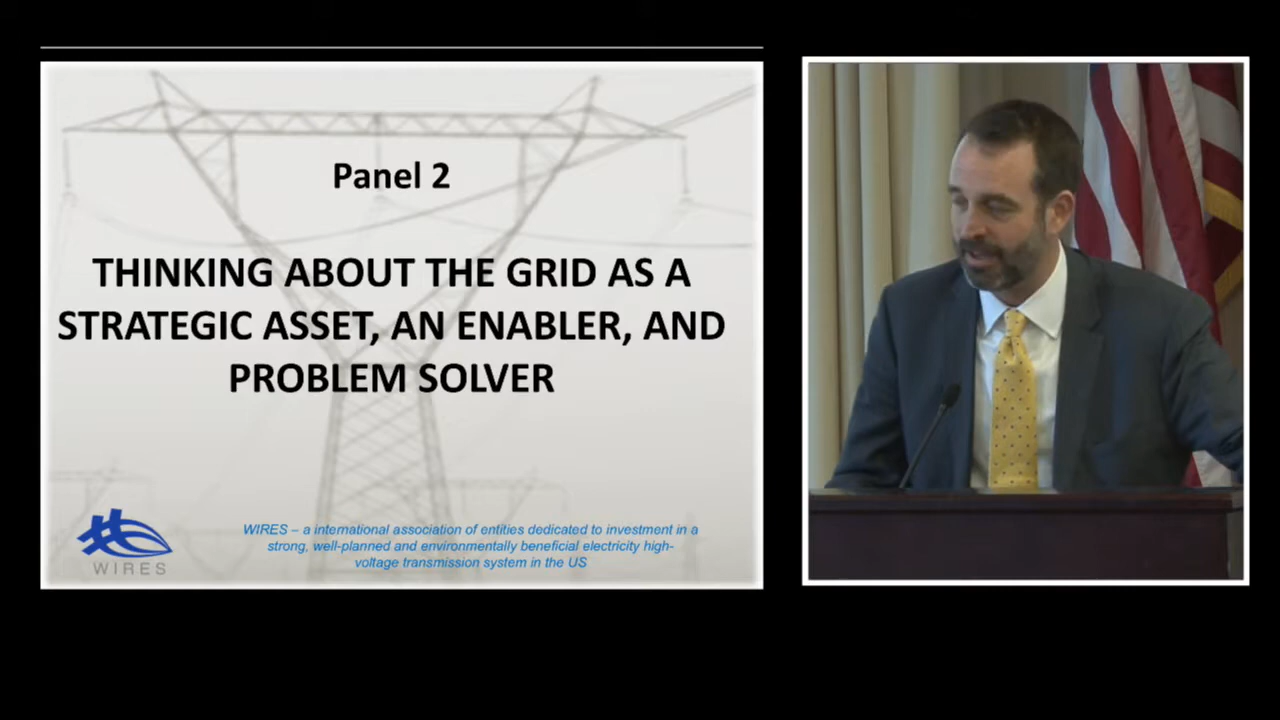 Panel 2
THINKING ABOUT THE GRID AS A
STRATEGIC ASSET, AN ENABLER, AND
PROBLEM SOLVER
WIRES – a international association of entities dedicated to investment in a
strong, well-planned and environmentally beneficial electricity high-
voltage transmission system in the US
WIRES